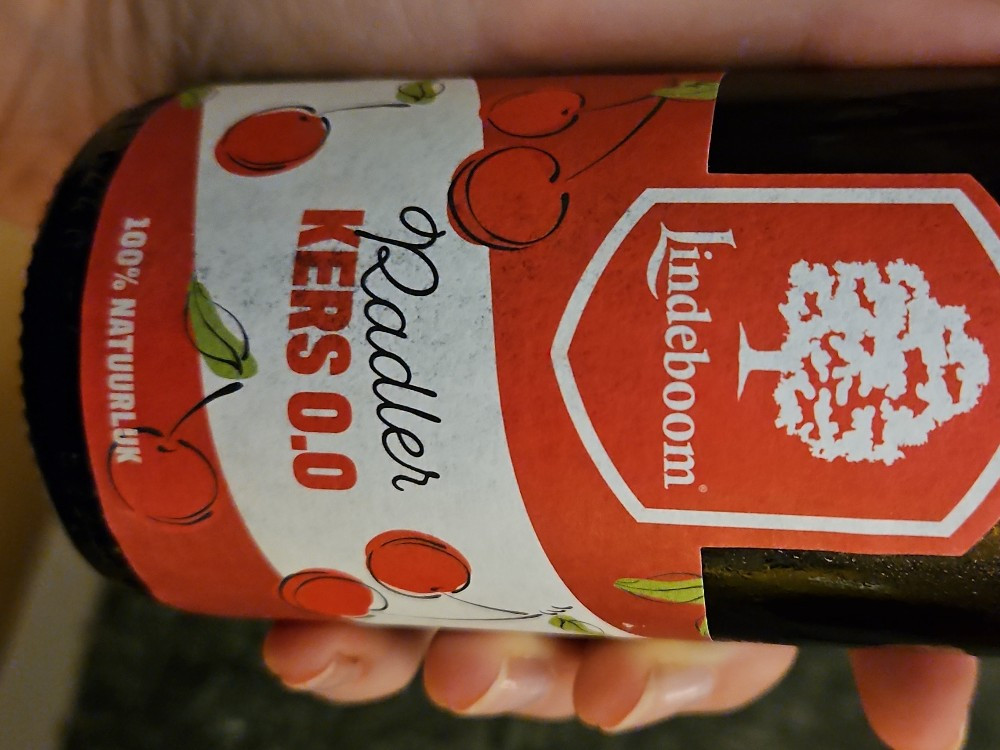 Lindeboom®
Radler
KERS 0.0
100% NATUURLIJK